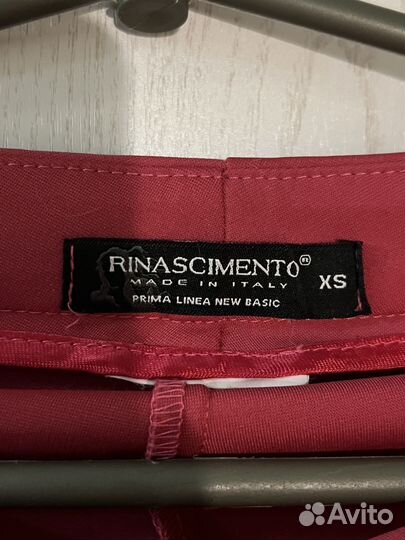 RINASCIMENTO®
MADE IN ITALY
XS
PRIMA LINEA NEW BASIC
Avito